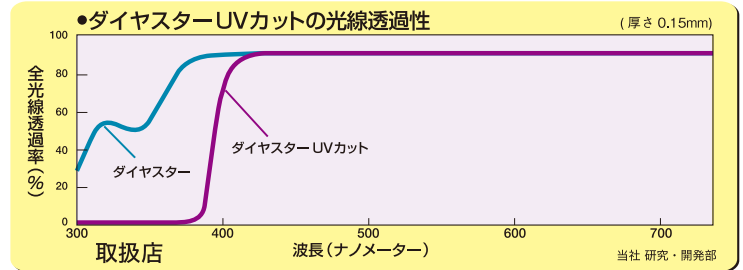 ●ダイヤスターUVカットの光線透過性
(厚さ 0.15mm)
全光線透過率(%)
100
80
60
40
20
0
ダイヤスター
ダイヤスターUVカット
300
400
500
600
700
取扱店
波長(ナノメーター)
当社 研究・開発部